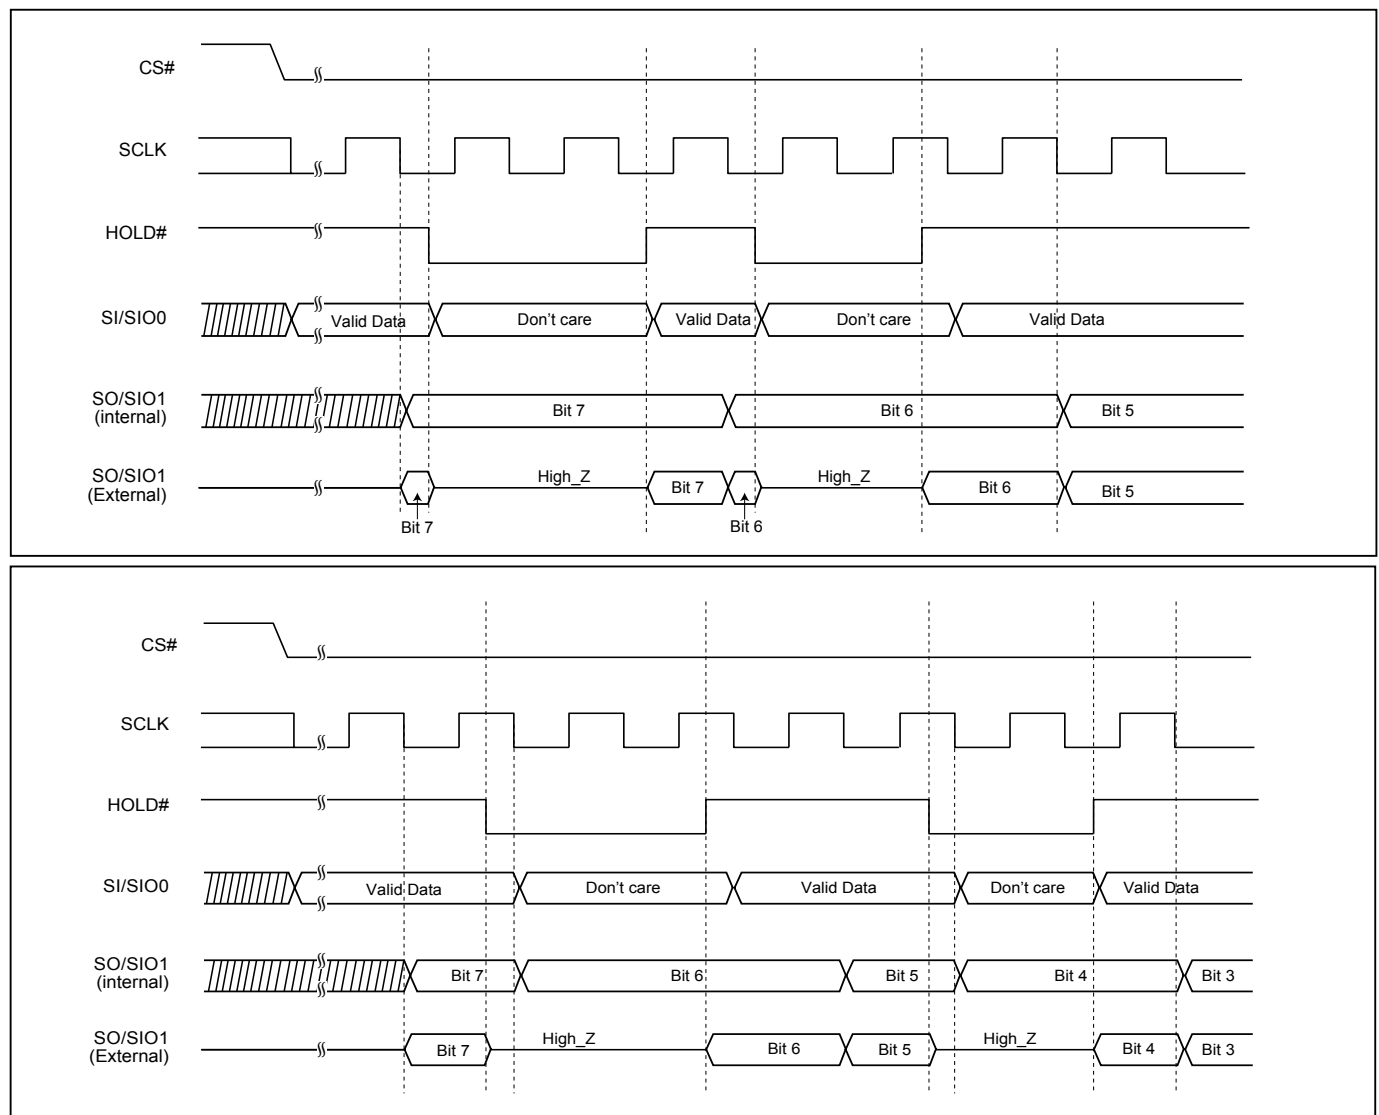 CS#
SCLK
HOLD#
SI/SIO0
Valid Data
Don't care
Valid Data
Don't care
Valid Data
SO/SIO1
(internal)
Bit 7
Bit 6
Bit 5
SO/SIO1
(External)
High_Z
Bit 7
High_Z
Bit 6
Bit 5
Bit 7
Bit 6
CS#
SCLK
HOLD#
SI/SIO0
Valid Data
Don't care
Valid Data
Don't care
Valid Data
SO/SIO1
(internal)
Bit 7
Bit 6
Bit 5
Bit 4
Bit 3
SO/SIO1
(External)
Bit 7
High_Z
Bit 6
Bit 5
High_Z
Bit 4
Bit 3